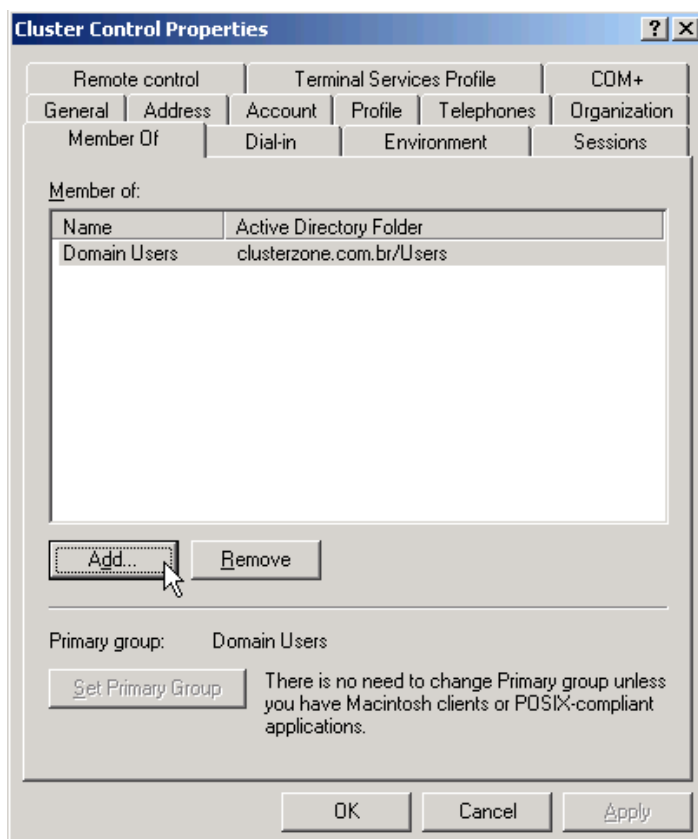 Cluster Control Properties
Remote control Terminal Services Profile COM+
General Address Account Profile Telephones Organization
Member Of Dial-in Environment Sessions
Member of:
Name Active Directory Folder
Domain Users clusterzone.com.br/Users
Add... Remove
Primary group: Domain Users
Set Primary Group
There is no need to change Primary group unless
you have Macintosh clients or POSIX-compliant
applications.
OK Cancel Apply